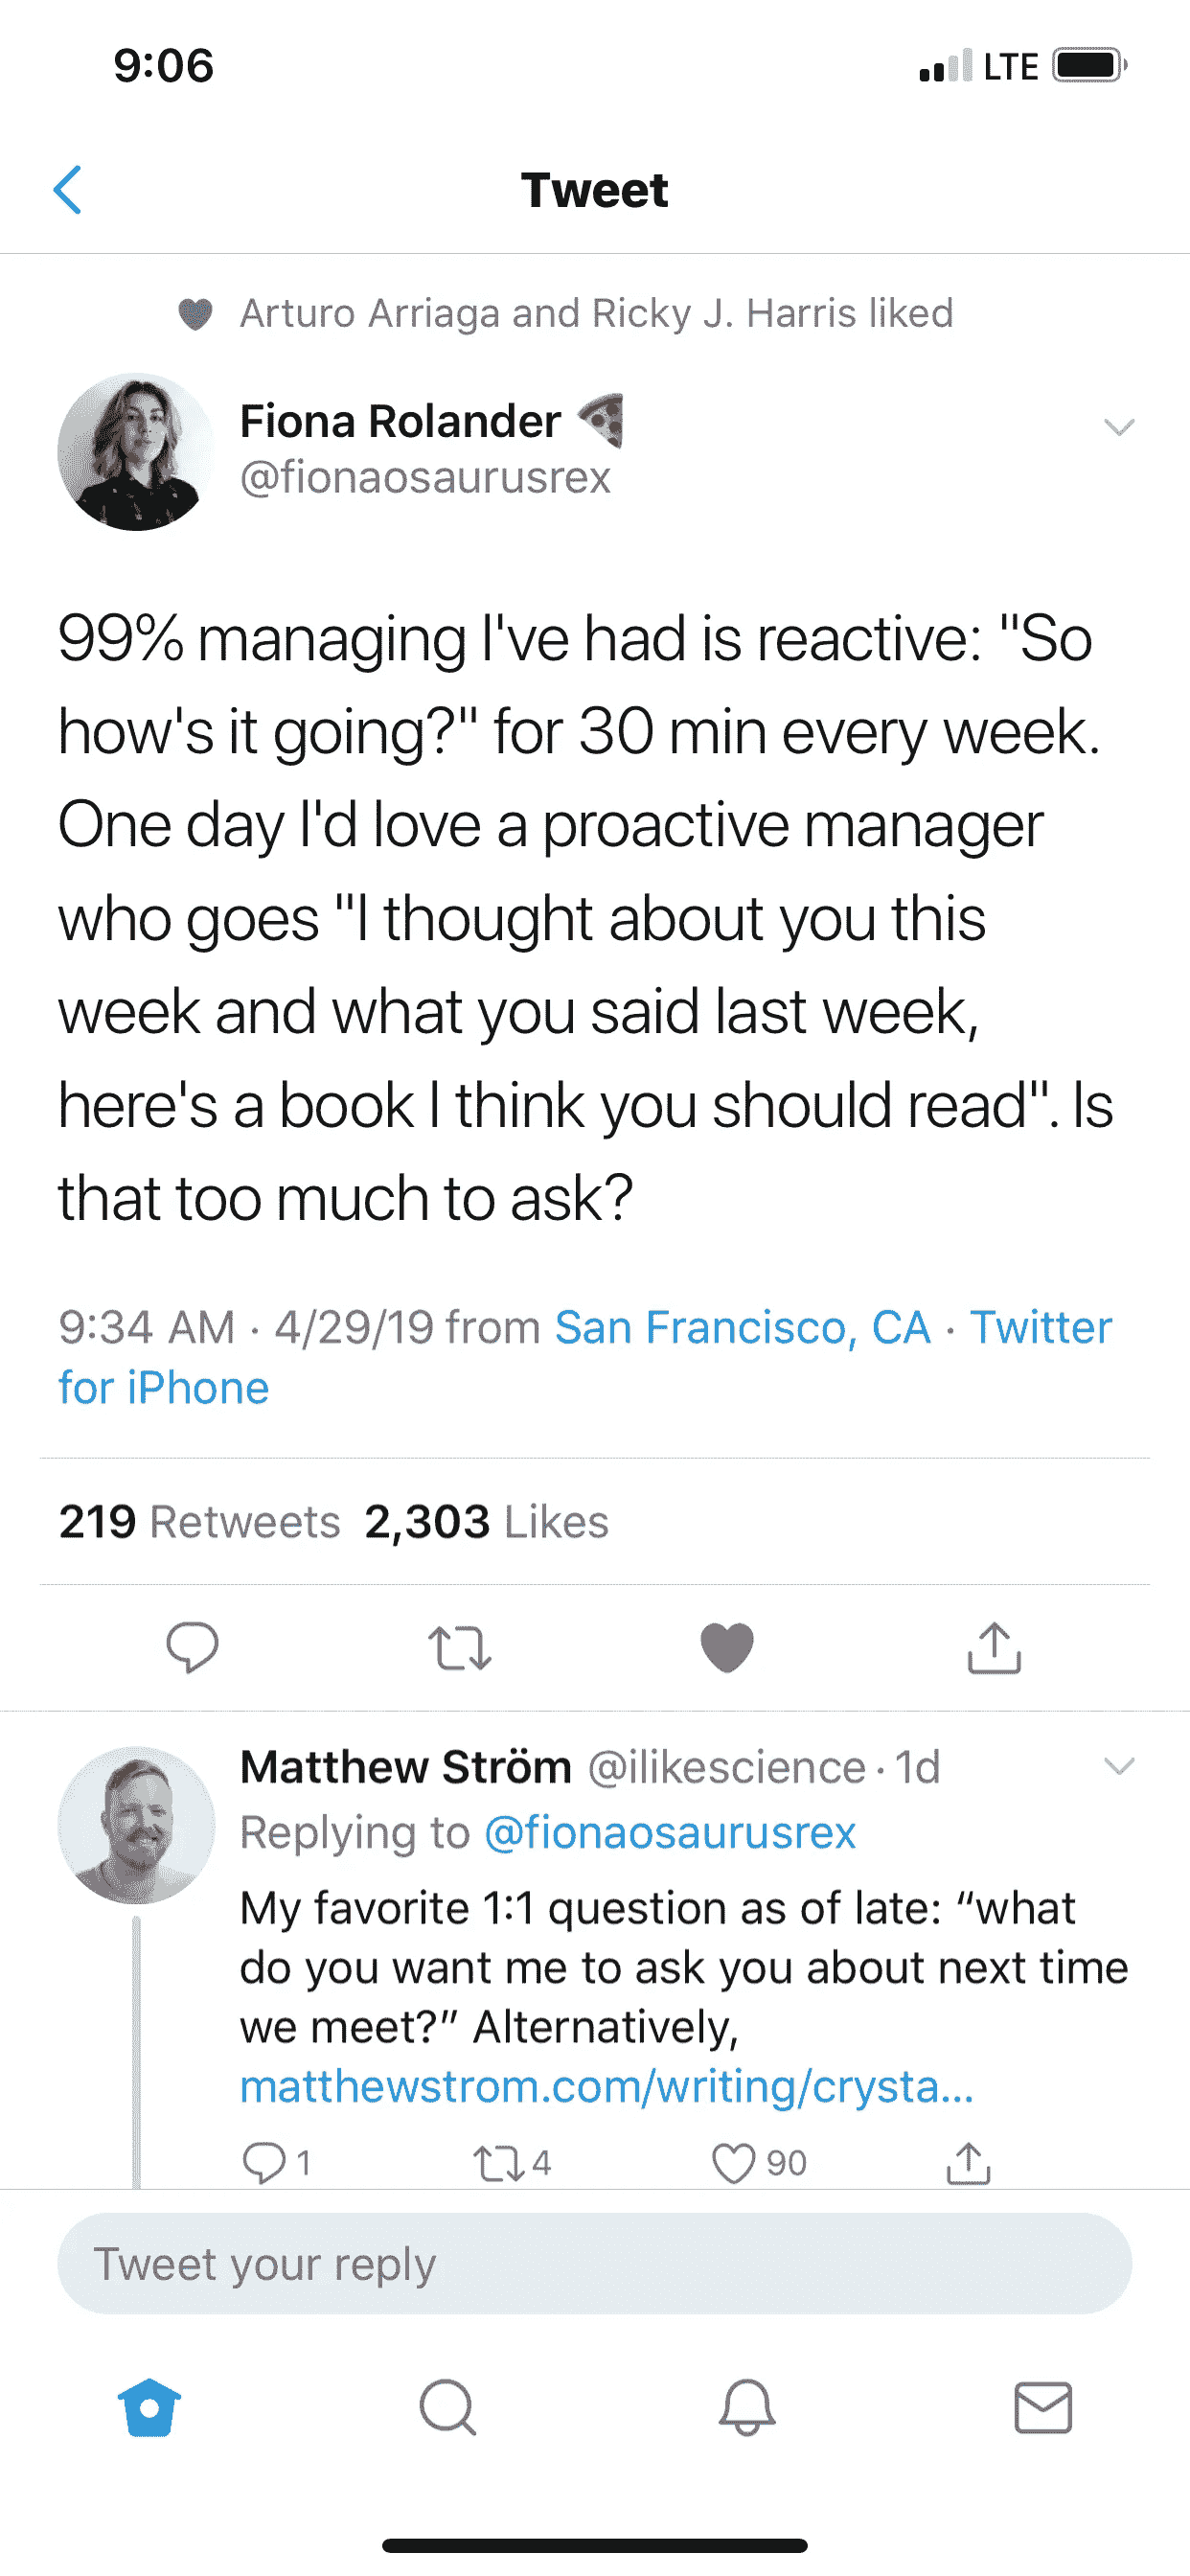 9:06 LTE
Tweet
Arturo Arriaga and Ricky J. Harris liked
Fiona Rolander
@fionaosaurusrex
99% managing I've had is reactive: "So
how's it going?" for 30 min every week.
One day I'd love a proactive manager
who goes "I thought about you this
week and what you said last week,
here's a book I think you should read". Is
that too much to ask?
9:34 AM · 4/29/19 from San Francisco, CA · Twitter
for iPhone
219 Retweets 2,303 Likes
Matthew Ström @ilikescience · 1d
Replying to @fionaosaurusrex
My favorite 1:1 question as of late: “what
do you want me to ask you about next time
we meet?” Alternatively,
matthewstrom.com/writing/crysta...
1 4 90
Tweet your reply